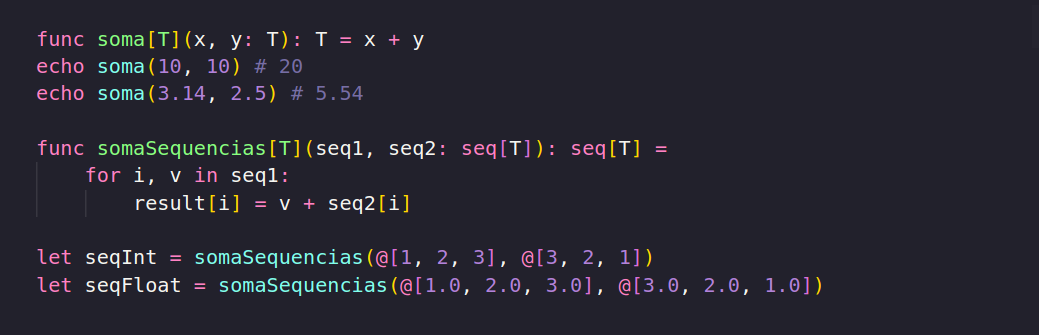 func soma[T](x, y: T): T = x + y
echo soma(10, 10) # 20
echo soma(3.14, 2.5) # 5.54

func somaSequencias[T](seq1, seq2: seq[T]): seq[T] =
    for i, v in seq1:
        result[i] = v + seq2[i]

let seqInt = somaSequencias(@[1, 2, 3], @[3, 2, 1])
let seqFloat = somaSequencias(@[1.0, 2.0, 3.0], @[3.0, 2.0, 1.0])